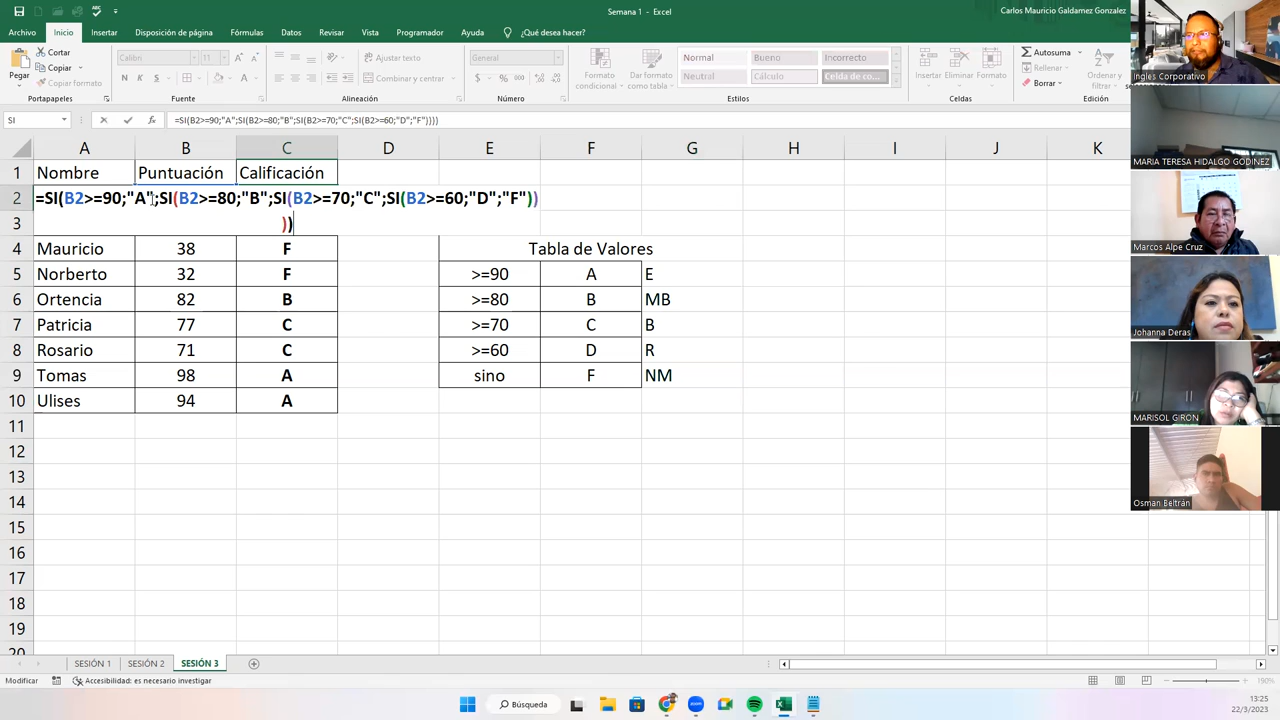 Semana 1 - Excel
Carlos Mauricio Galdamez Gonzalez
Archivo Inicio Insertar Disposición de página Fórmulas Datos Revisar Vista Programador Ayuda ¿Qué desea hacer?
Pegar
Cortar
Copiar
Copiar formato
Portapapeles
Calibri 11
N K S
Fuente
Ajustar texto
Combinar y centrar
Alineación
General
Número
Formato condicional
Dar formato como tabla
Normal Bueno Incorrecto
Neutral Cálculo Celda de co...
Estilos
Insertar Eliminar Formato
Celdas
Autosuma
Rellenar
Borrar
Ordenar y
Edición
SI
=SI(B2>=90;"A";SI(B2>=80;"B";SI(B2>=70;"C";SI(B2>=60;"D";"F"))))
A B C D E F G H I J K
1 Nombre Puntuación Calificación
2 =SI(B2>=90;"A";SI(B2>=80;"B";SI(B2>=70;"C";SI(B2>=60;"D";"F"))
3 ))
4 Mauricio 38 F Tabla de Valores
5 Norberto 32 F >=90 A E
6 Ortencia 82 B >=80 B MB
7 Patricia 77 C >=70 C B
8 Rosario 71 C >=60 D R
9 Tomas 98 A sino F NM
10 Ulises 94 A
11
12
13
14
15
16
17
18
19
20
SESIÓN 1 SESIÓN 2 SESIÓN 3
Modificar Accesibilidad: es necesario investigar 190%
Búsqueda
13:25
22/3/2023
Ingles Corporativo
MARIA TERESA HIDALGO GODINEZ
Marcos Alpe Cruz
Johanna Deras
MARISOL GIRON
Osman Beltrán